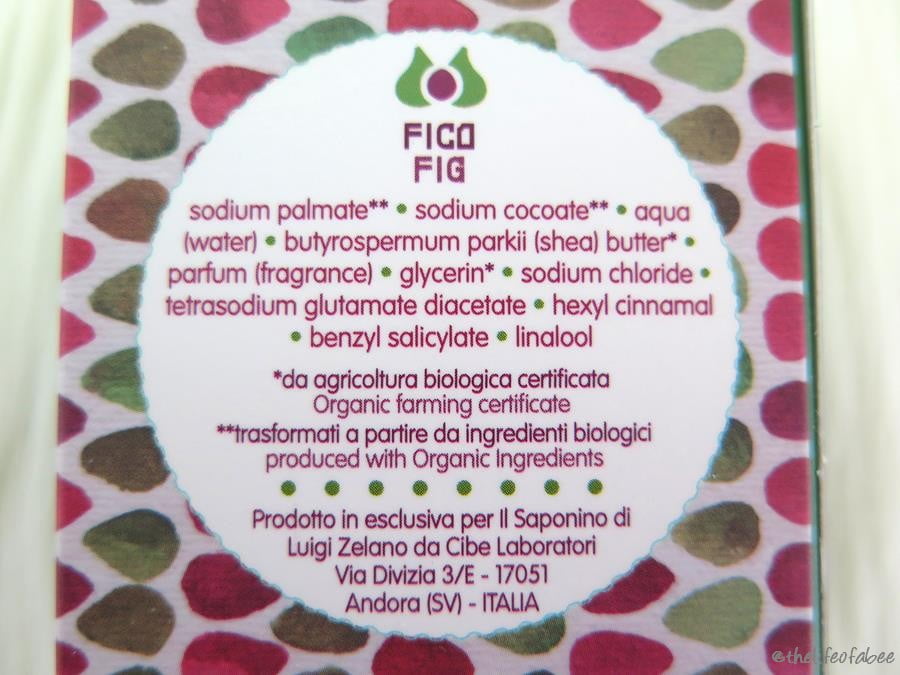 FICO
FIG
sodium palmate** • sodium cocoate** • aqua
(water) • butyrospermum parkii (shea) butter* •
parfum (fragrance) • glycerin* • sodium chloride •
tetrasodium glutamate diacetate • hexyl cinnamal
• benzyl salicylate • linalool
*da agricoltura biologica certificata
Organic farming certificate
**trasformati a partire da ingredienti biologici
produced with Organic Ingredients
Prodotto in esclusiva per Il Saponino di
Luigi Zelano da Cibe Laboratori
Via Divizia 3/E - 17051
Andora (SV) - ITALIA
@thelifeofabee